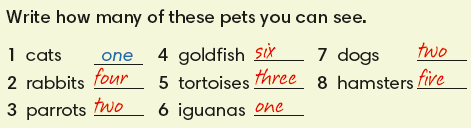 Write how many of these pets you can see.
1 cats one 4 goldfish six 7 dogs two
2 rabbits four 5 tortoises three 8 hamsters five
3 parrots two 6 iguanas one